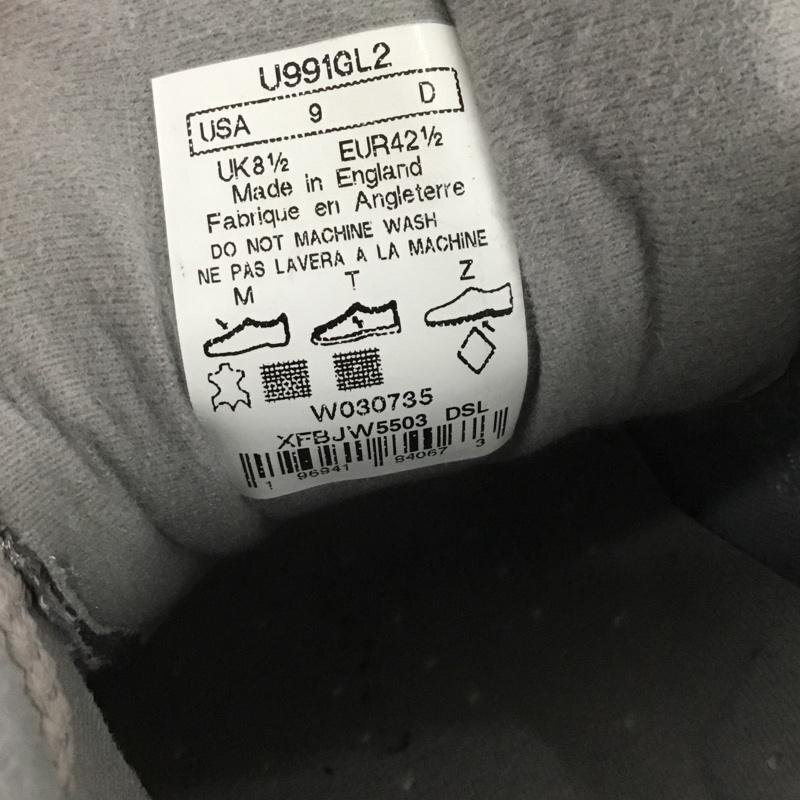 U991GL2
USA 9 D
UK8½ EUR42½
Made in England
Fabrique en Angleterre
DO NOT MACHINE WASH
NE PAS LAVERA A LA MACHINE
M T Z
W030735
XFBJW5503 DSL
1 96941 84067 3